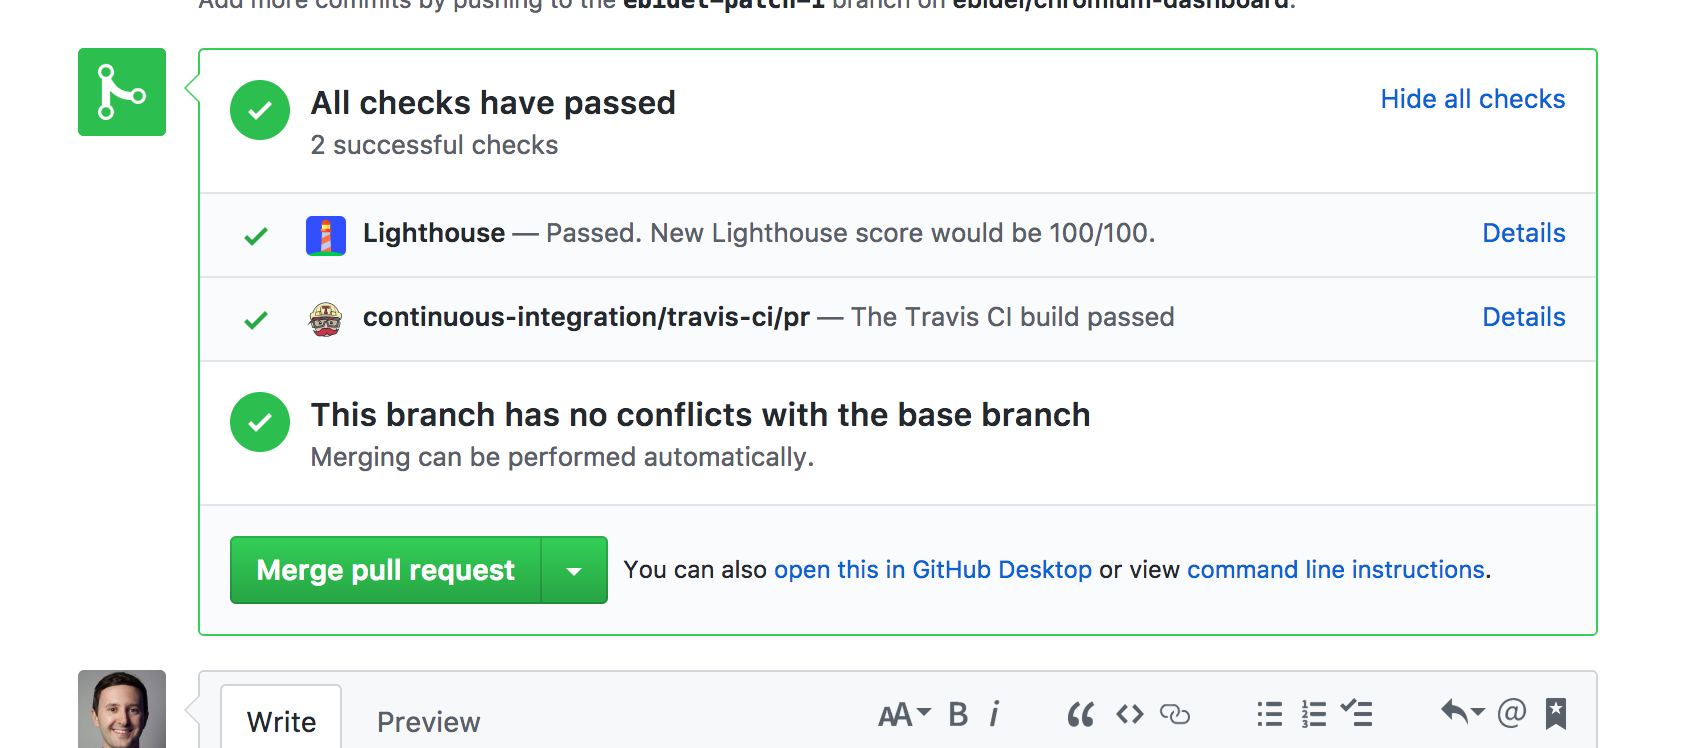 Add more commits by pushing to the ebidel-patch-1 branch on ebidel/chromium-dashboard.
All checks have passed
Hide all checks
2 successful checks
Lighthouse — Passed. New Lighthouse score would be 100/100.
Details
continuous-integration/travis-ci/pr — The Travis CI build passed
Details
This branch has no conflicts with the base branch
Merging can be performed automatically.
Merge pull request
You can also open this in GitHub Desktop or view command line instructions.
Write
Preview